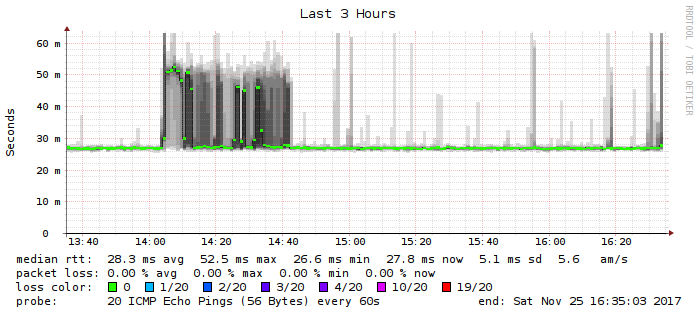 Last 3 Hours
RRDTOOL / TOBI OETIKER
Seconds
60 m
50 m
40 m
30 m
20 m
10 m
0
13:40 14:00 14:20 14:40 15:00 15:20 15:40 16:00 16:20
median rtt: 28.3 ms avg 52.5 ms max 26.6 ms min 27.8 ms now 5.1 ms sd 5.6 am/s
packet loss: 0.00 % avg 0.00 % max 0.00 % min 0.00 % now
loss color: 0 1/20 2/20 3/20 4/20 10/20 19/20
probe: 20 ICMP Echo Pings (56 Bytes) every 60s end: Sat Nov 25 16:35:03 2017